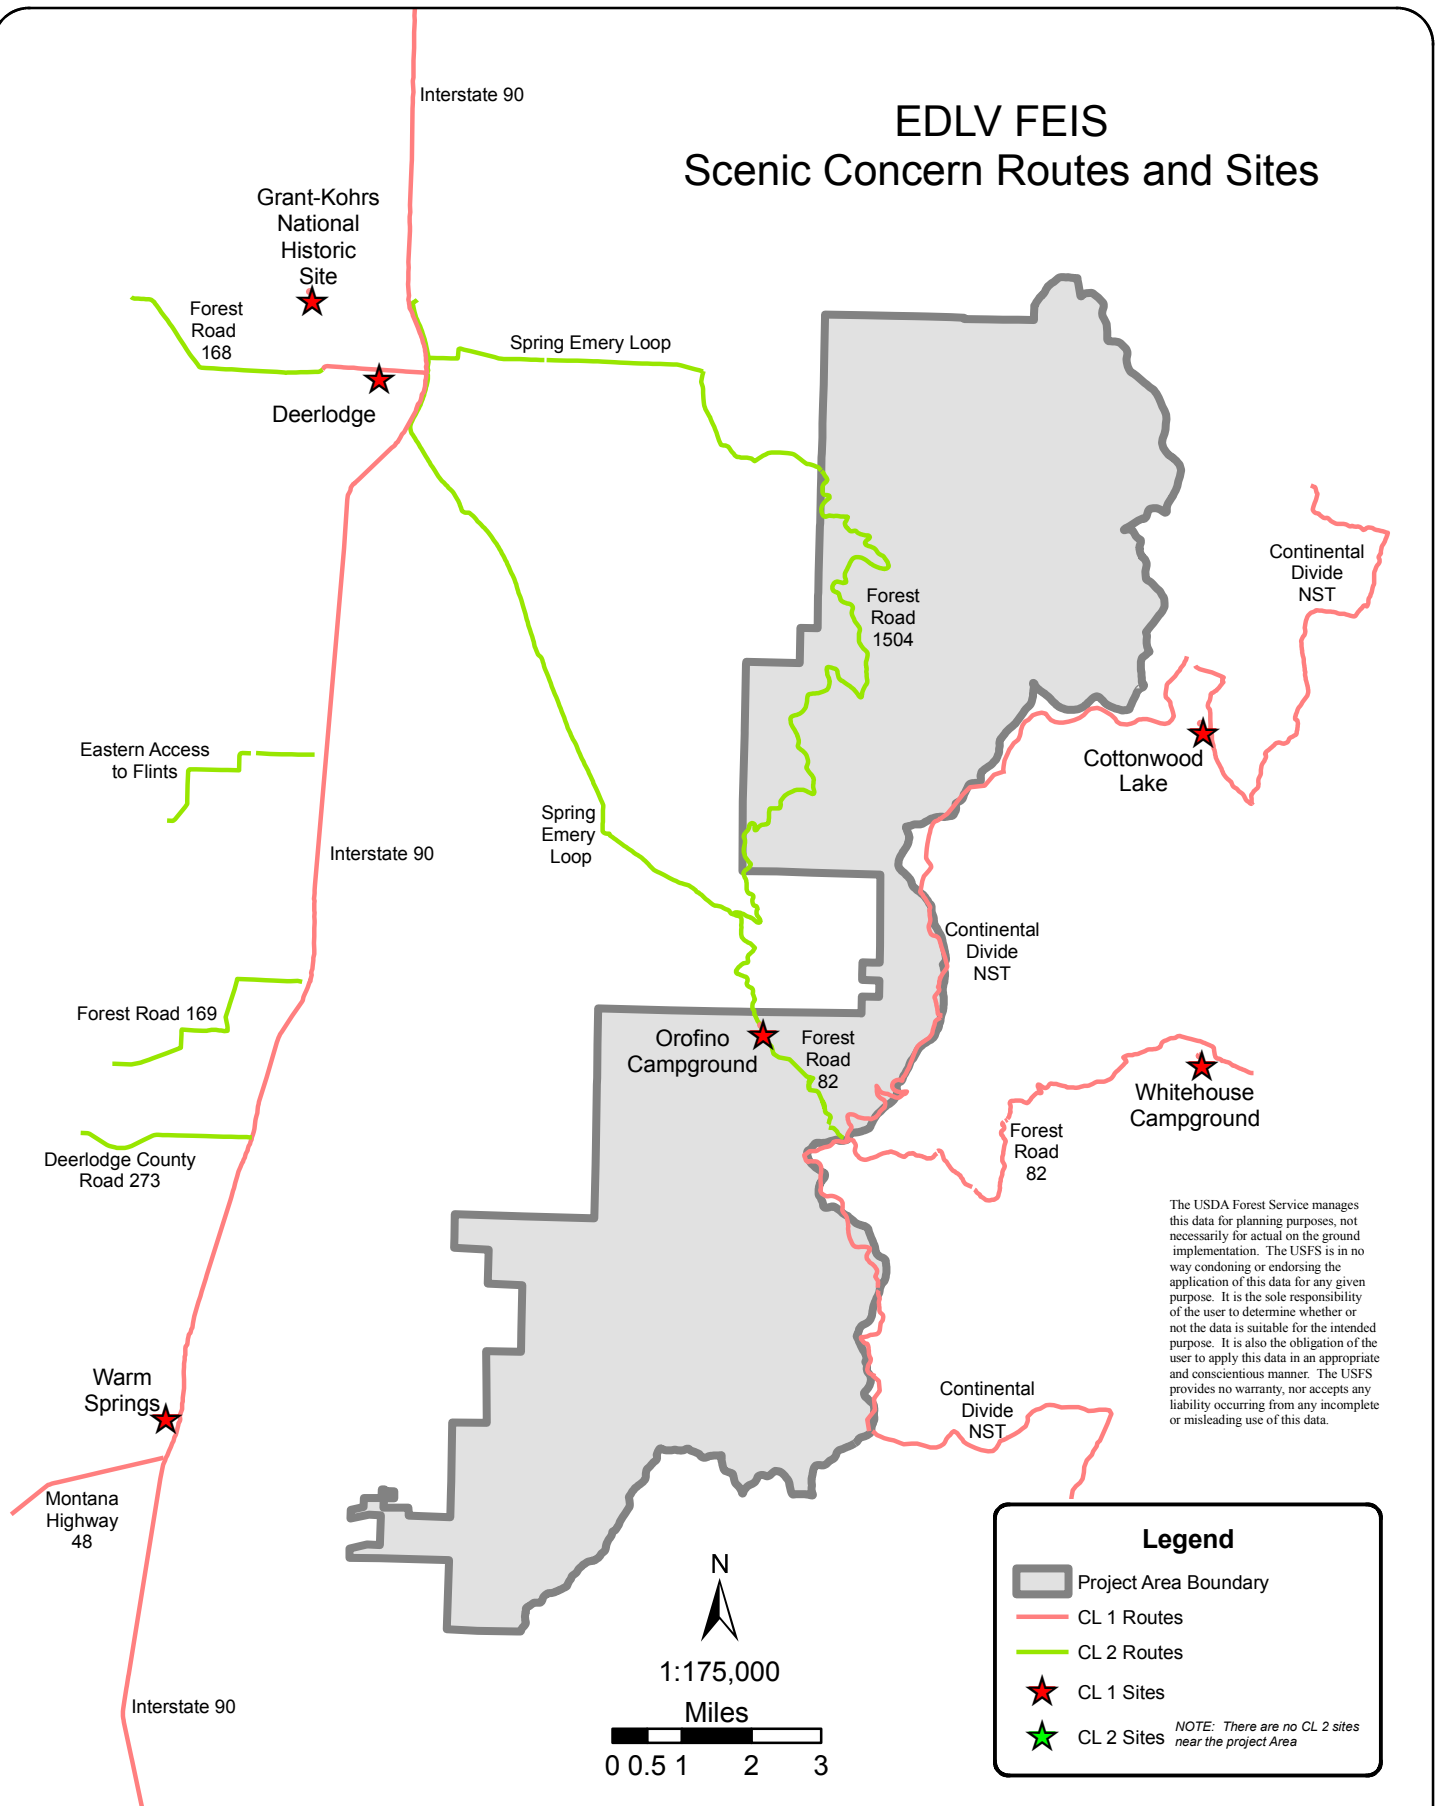 EDLV FEIS
Scenic Concern Routes and Sites
Interstate 90
Grant-Kohrs
National
Historic
Site
Forest
Road
168
Spring Emery Loop
Deerlodge
Continental
Divide
NST
Forest
Road
1504
Eastern Access
to Flints
Cottonwood
Lake
Spring
Emery
Loop
Interstate 90
Continental
Divide
NST
Forest Road 169
Orofino
Campground
Forest
Road
82
Whitehouse
Campground
Forest
Road
82
Deerlodge County
Road 273
The USDA Forest Service manages
this data for planning purposes, not
necessarily for actual on the ground
implementation. The USFS is in no
way condoning or endorsing the
application of this data for any given
purpose. It is the sole responsibility
of the user to determine whether or
not the data is suitable for the intended
purpose. It is also the obligation of the
user to apply this data in an appropriate
and conscientious manner. The USFS
provides no warranty, nor accepts any
liability occurring from any incomplete
or misleading use of this data.
Warm
Springs
Continental
Divide
NST
Montana
Highway
48
Interstate 90
N
1:175,000
Miles
0 0.5 1 2 3
Legend
Project Area Boundary
CL 1 Routes
CL 2 Routes
CL 1 Sites
CL 2 Sites
NOTE: There are no CL 2 sites
near the project Area